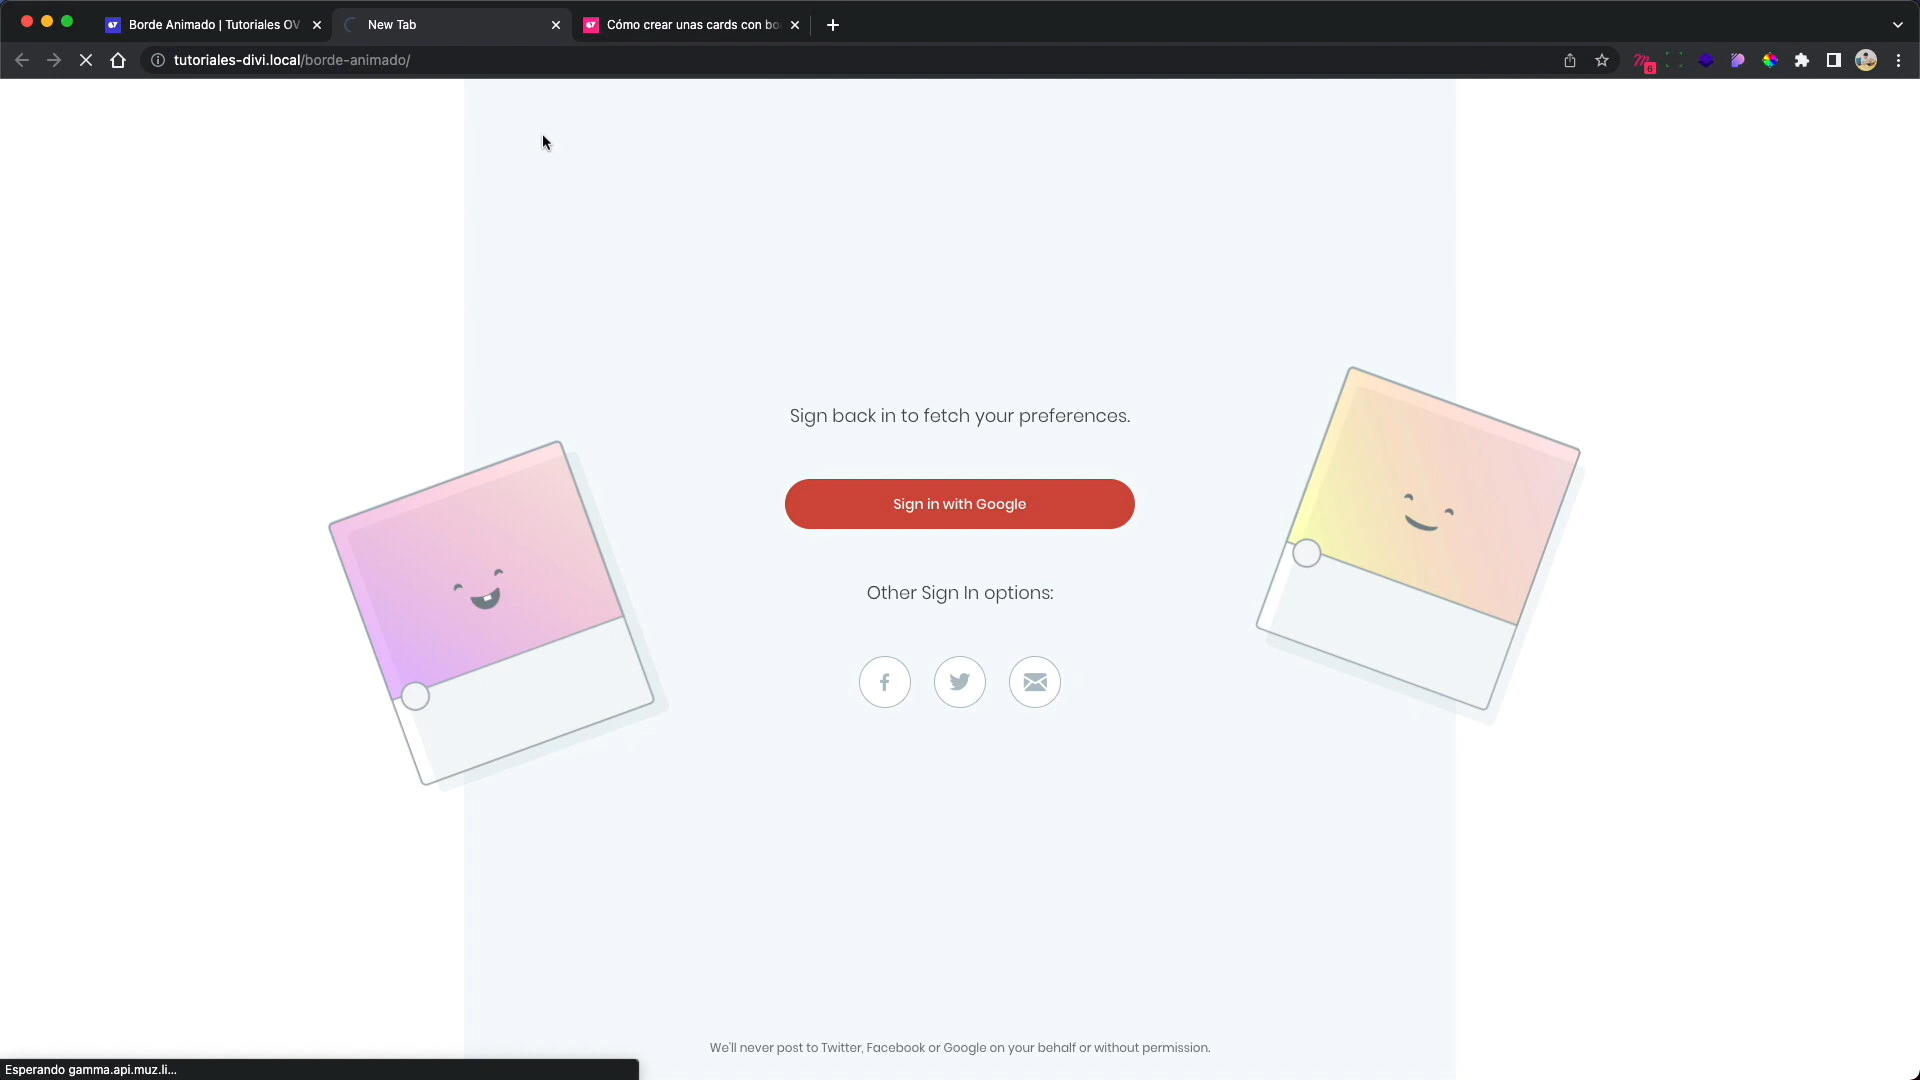 Borde Animado | Tutoriales OV
New Tab
Cómo crear unas cards con bo
tutoriales-divi.local/borde-animado/
6
Sign back in to fetch your preferences.
Sign in with Google
Other Sign In options:
We'll never post to Twitter, Facebook or Google on your behalf or without permission.
Esperando gamma.api.muz.li...